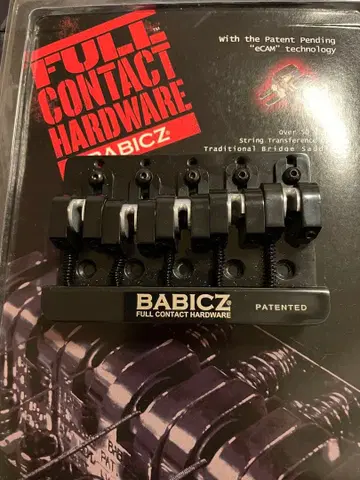 FULL
CONTACT
HARDWARE
BABICZ
With the Patent Pending
"eCAM" technology
Over
String Transference
Traditional Bridge
BABICZ
FULL CONTACT HARDWARE
PATENTED